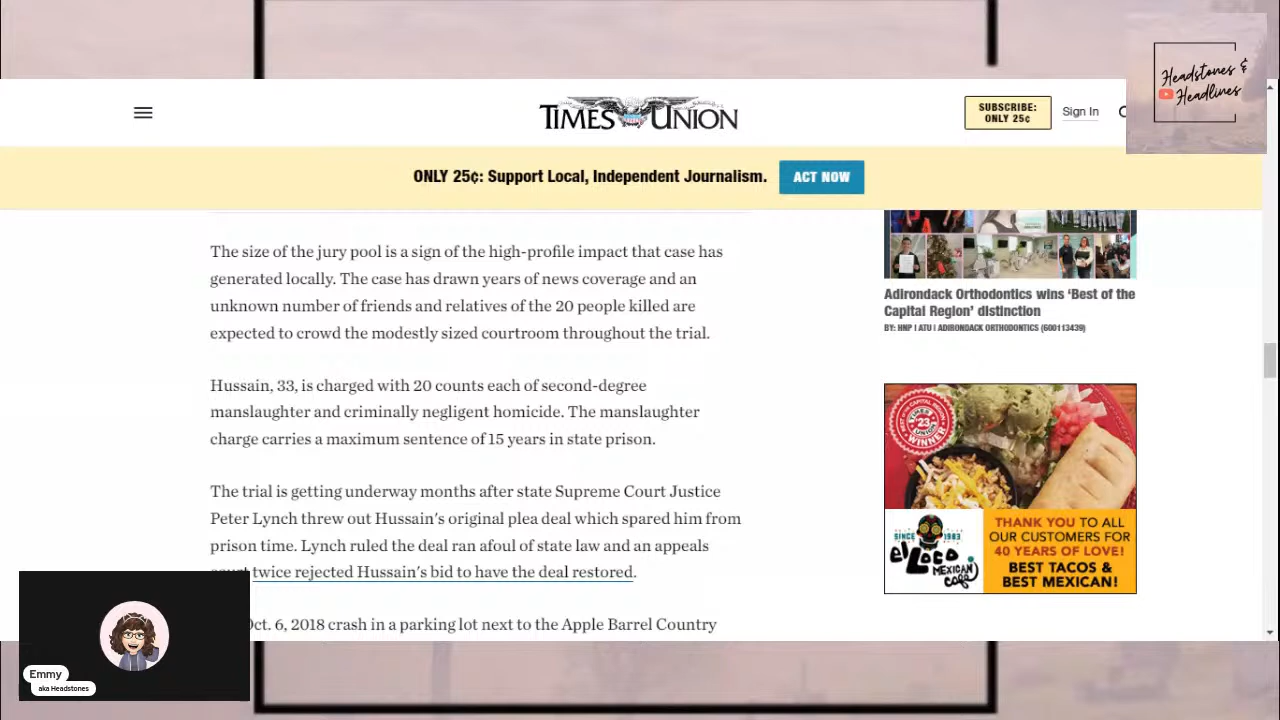 Headstones &
Headlines
TIMES UNION
SUBSCRIBE:
ONLY 25¢
Sign In
ONLY 25¢: Support Local, Independent Journalism.
ACT NOW
The size of the jury pool is a sign of the high-profile impact that case has
generated locally. The case has drawn years of news coverage and an
unknown number of friends and relatives of the 20 people killed are
expected to crowd the modestly sized courtroom throughout the trial.
Hussain, 33, is charged with 20 counts each of second-degree
manslaughter and criminally negligent homicide. The manslaughter
charge carries a maximum sentence of 15 years in state prison.
The trial is getting underway months after state Supreme Court Justice
Peter Lynch threw out Hussain's original plea deal which spared him from
prison time. Lynch ruled the deal ran afoul of state law and an appeals
twice rejected Hussain's bid to have the deal restored.
Oct. 6, 2018 crash in a parking lot next to the Apple Barrel Country
Adirondack Orthodontics wins ‘Best of the
Capital Region’ distinction
BY: HNP | ATU | ADIRONDACK ORTHODONTICS (600113439)
TIMES UNION
'23
WINNER
SINCE 1983
el Loco
MEXICAN
CAFE
THANK YOU TO ALL
OUR CUSTOMERS FOR
40 YEARS OF LOVE!
BEST TACOS &
BEST MEXICAN!
Emmy
aka Headstones